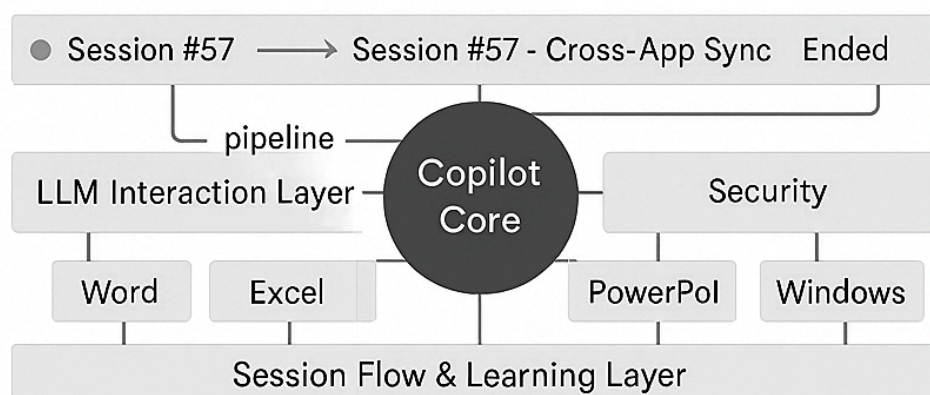 Session #57 Session #57 - Cross-App Sync Ended
pipeline
Copilot
Core
LLM Interaction Layer
Security
Word
Excel
PowerPoI
Windows
Session Flow & Learning Layer